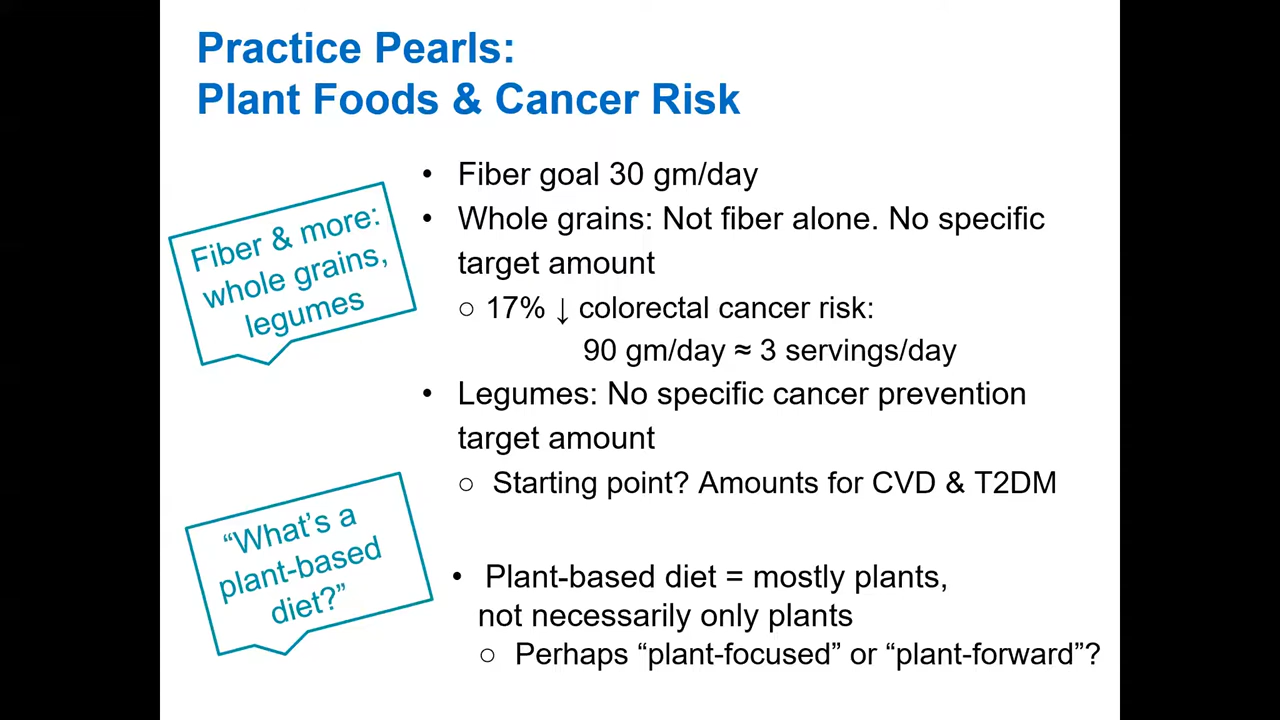 Practice Pearls:
Plant Foods & Cancer Risk
Fiber & more:
whole grains,
legumes
• Fiber goal 30 gm/day
• Whole grains: Not fiber alone. No specific
target amount
○ 17% ↓ colorectal cancer risk:
90 gm/day ≈ 3 servings/day
• Legumes: No specific cancer prevention
target amount
○ Starting point? Amounts for CVD & T2DM
“What’s a
plant-based
diet?”
• Plant-based diet = mostly plants,
not necessarily only plants
○ Perhaps “plant-focused” or “plant-forward”?